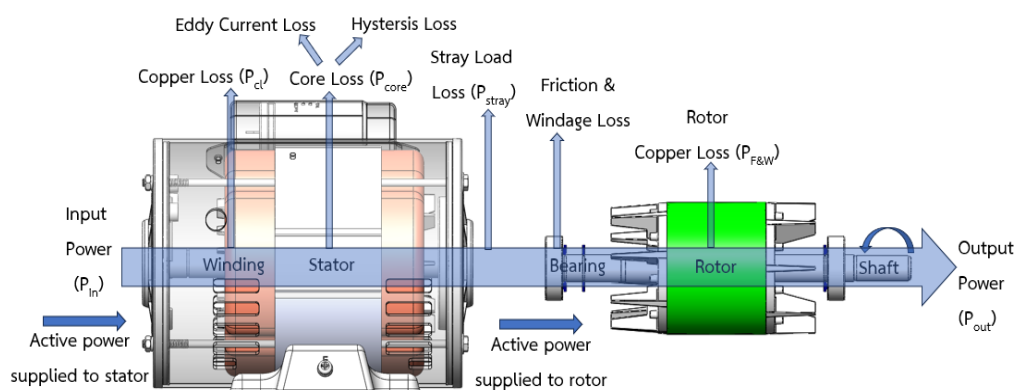 Eddy Current Loss
Hystersis Loss
Copper Loss (Pcl)
Core Loss (Pcore)
Stray Load
Loss (Pstray)
Friction &
Windage Loss
Rotor
Copper Loss (PF&W)
Input
Power
(PIn)
Winding
Stator
Bearing
Rotor
Shaft
Output
Power
(Pout)
Active power
supplied to stator
Active power
supplied to rotor